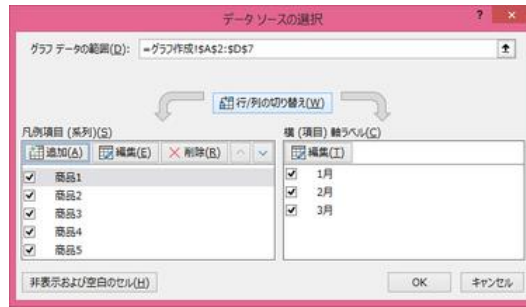 データ ソースの選択
? ×
グラフ データの範囲(D): =グラフ作成!$A$2:$D$7
行/列の切り替え(W)
凡例項目 (系列)(S)
横 (項目) 軸ラベル(C)
追加(A) 編集(E) 削除(R)
編集(T)
商品1
商品2
商品3
商品4
商品5
1月
2月
3月
非表示および空白のセル(H)
OK キャンセル